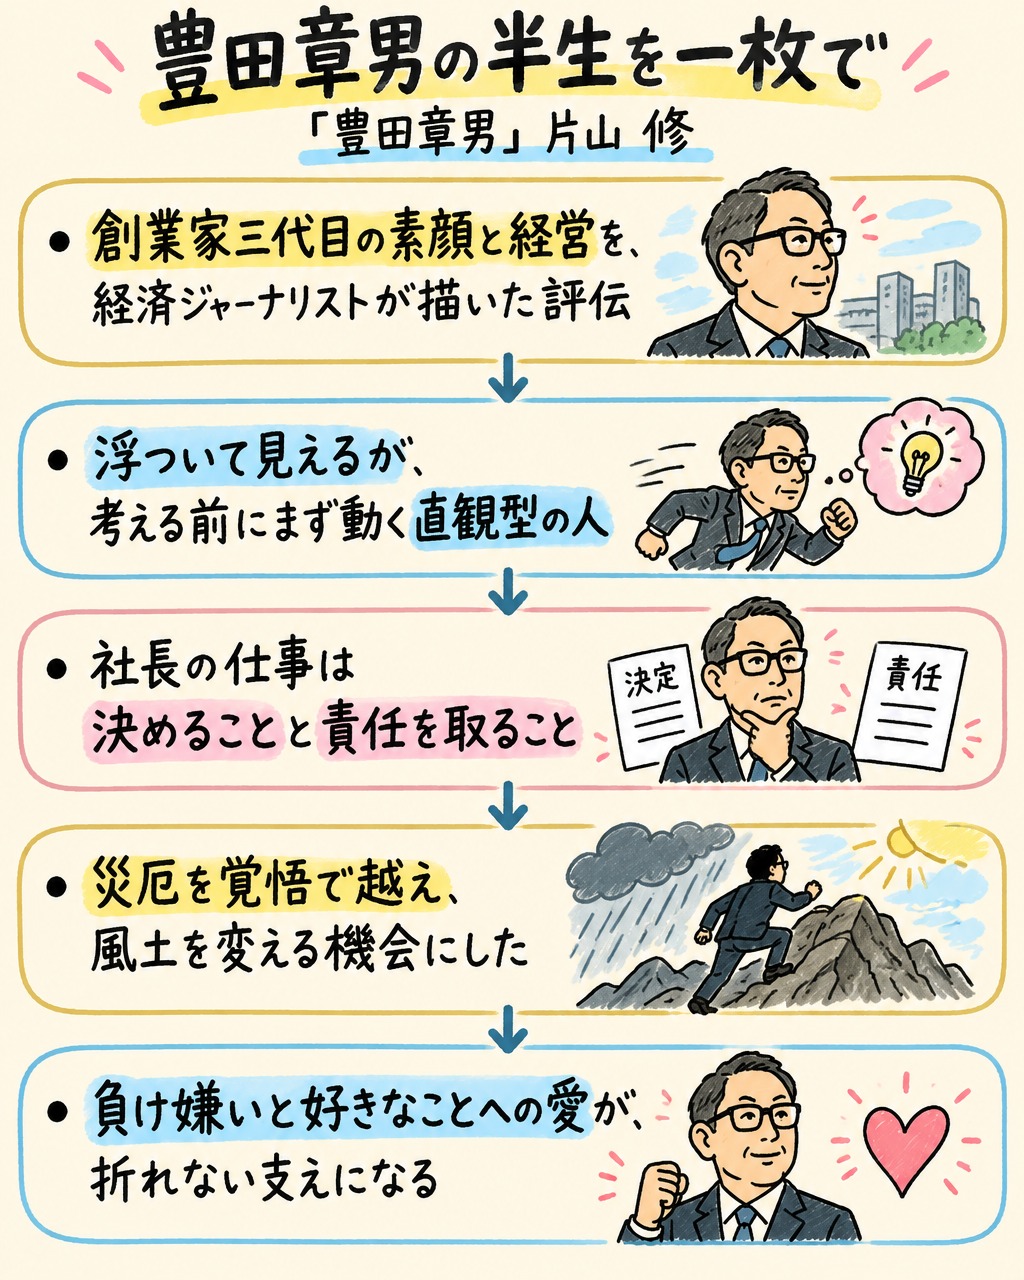 豊田章男の半生を一枚で
「豊田章男」片山 修
● 創業家三代目の素顔と経営を、
経済ジャーナリストが描いた評伝
● 浮ついて見えるが、
考える前にまず動く直観型の人
● 社長の仕事は
決めることと責任を取ること
決定
責任
● 災厄を覚悟で越え、
風土を変える機会にした
● 負け嫌いと好きなことへの愛が、
折れない支えになる